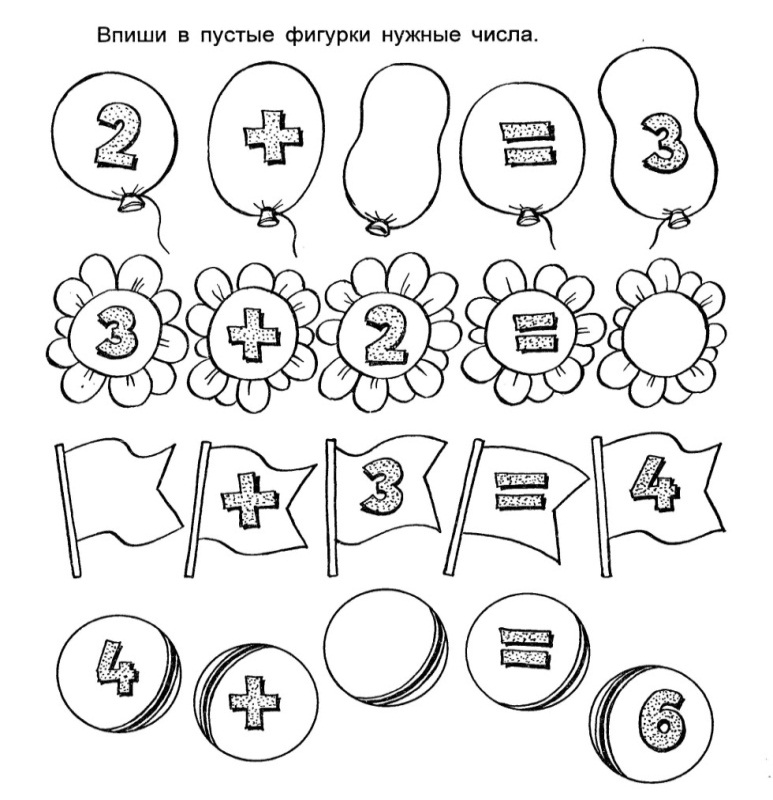 Впиши в пустые фигурки нужные числа.
2 + = 3
3 + 2 =
+ 3 = 4
4 + = 6